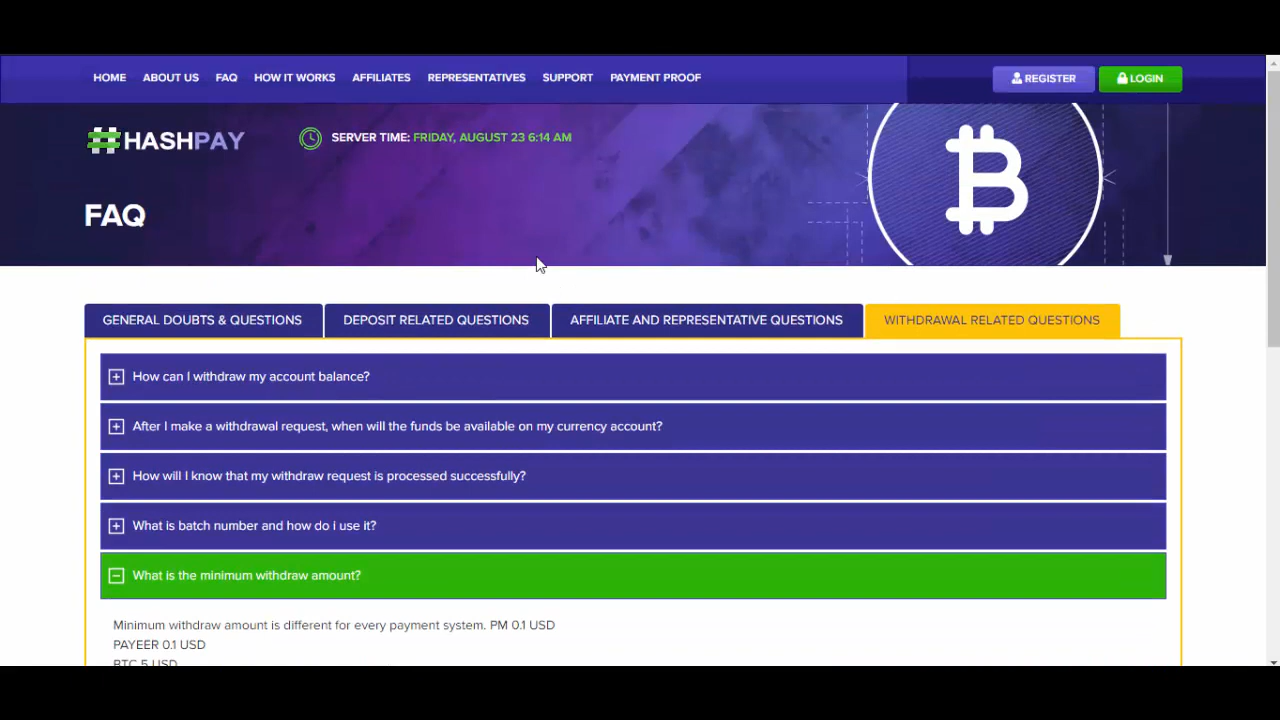 HOME ABOUT US FAQ HOW IT WORKS AFFILIATES REPRESENTATIVES SUPPORT PAYMENT PROOF REGISTER LOGIN
#HASHPAY SERVER TIME: FRIDAY, AUGUST 23 6:14 AM
FAQ
GENERAL DOUBTS & QUESTIONS DEPOSIT RELATED QUESTIONS AFFILIATE AND REPRESENTATIVE QUESTIONS WITHDRAWAL RELATED QUESTIONS
How can I withdraw my account balance?
After I make a withdrawal request, when will the funds be available on my currency account?
How will I know that my withdraw request is processed successfully?
What is batch number and how do i use it?
What is the minimum withdraw amount?
Minimum withdraw amount is different for every payment system. PM 0.1 USD
PAYEER 0.1 USD
BTC 5 USD